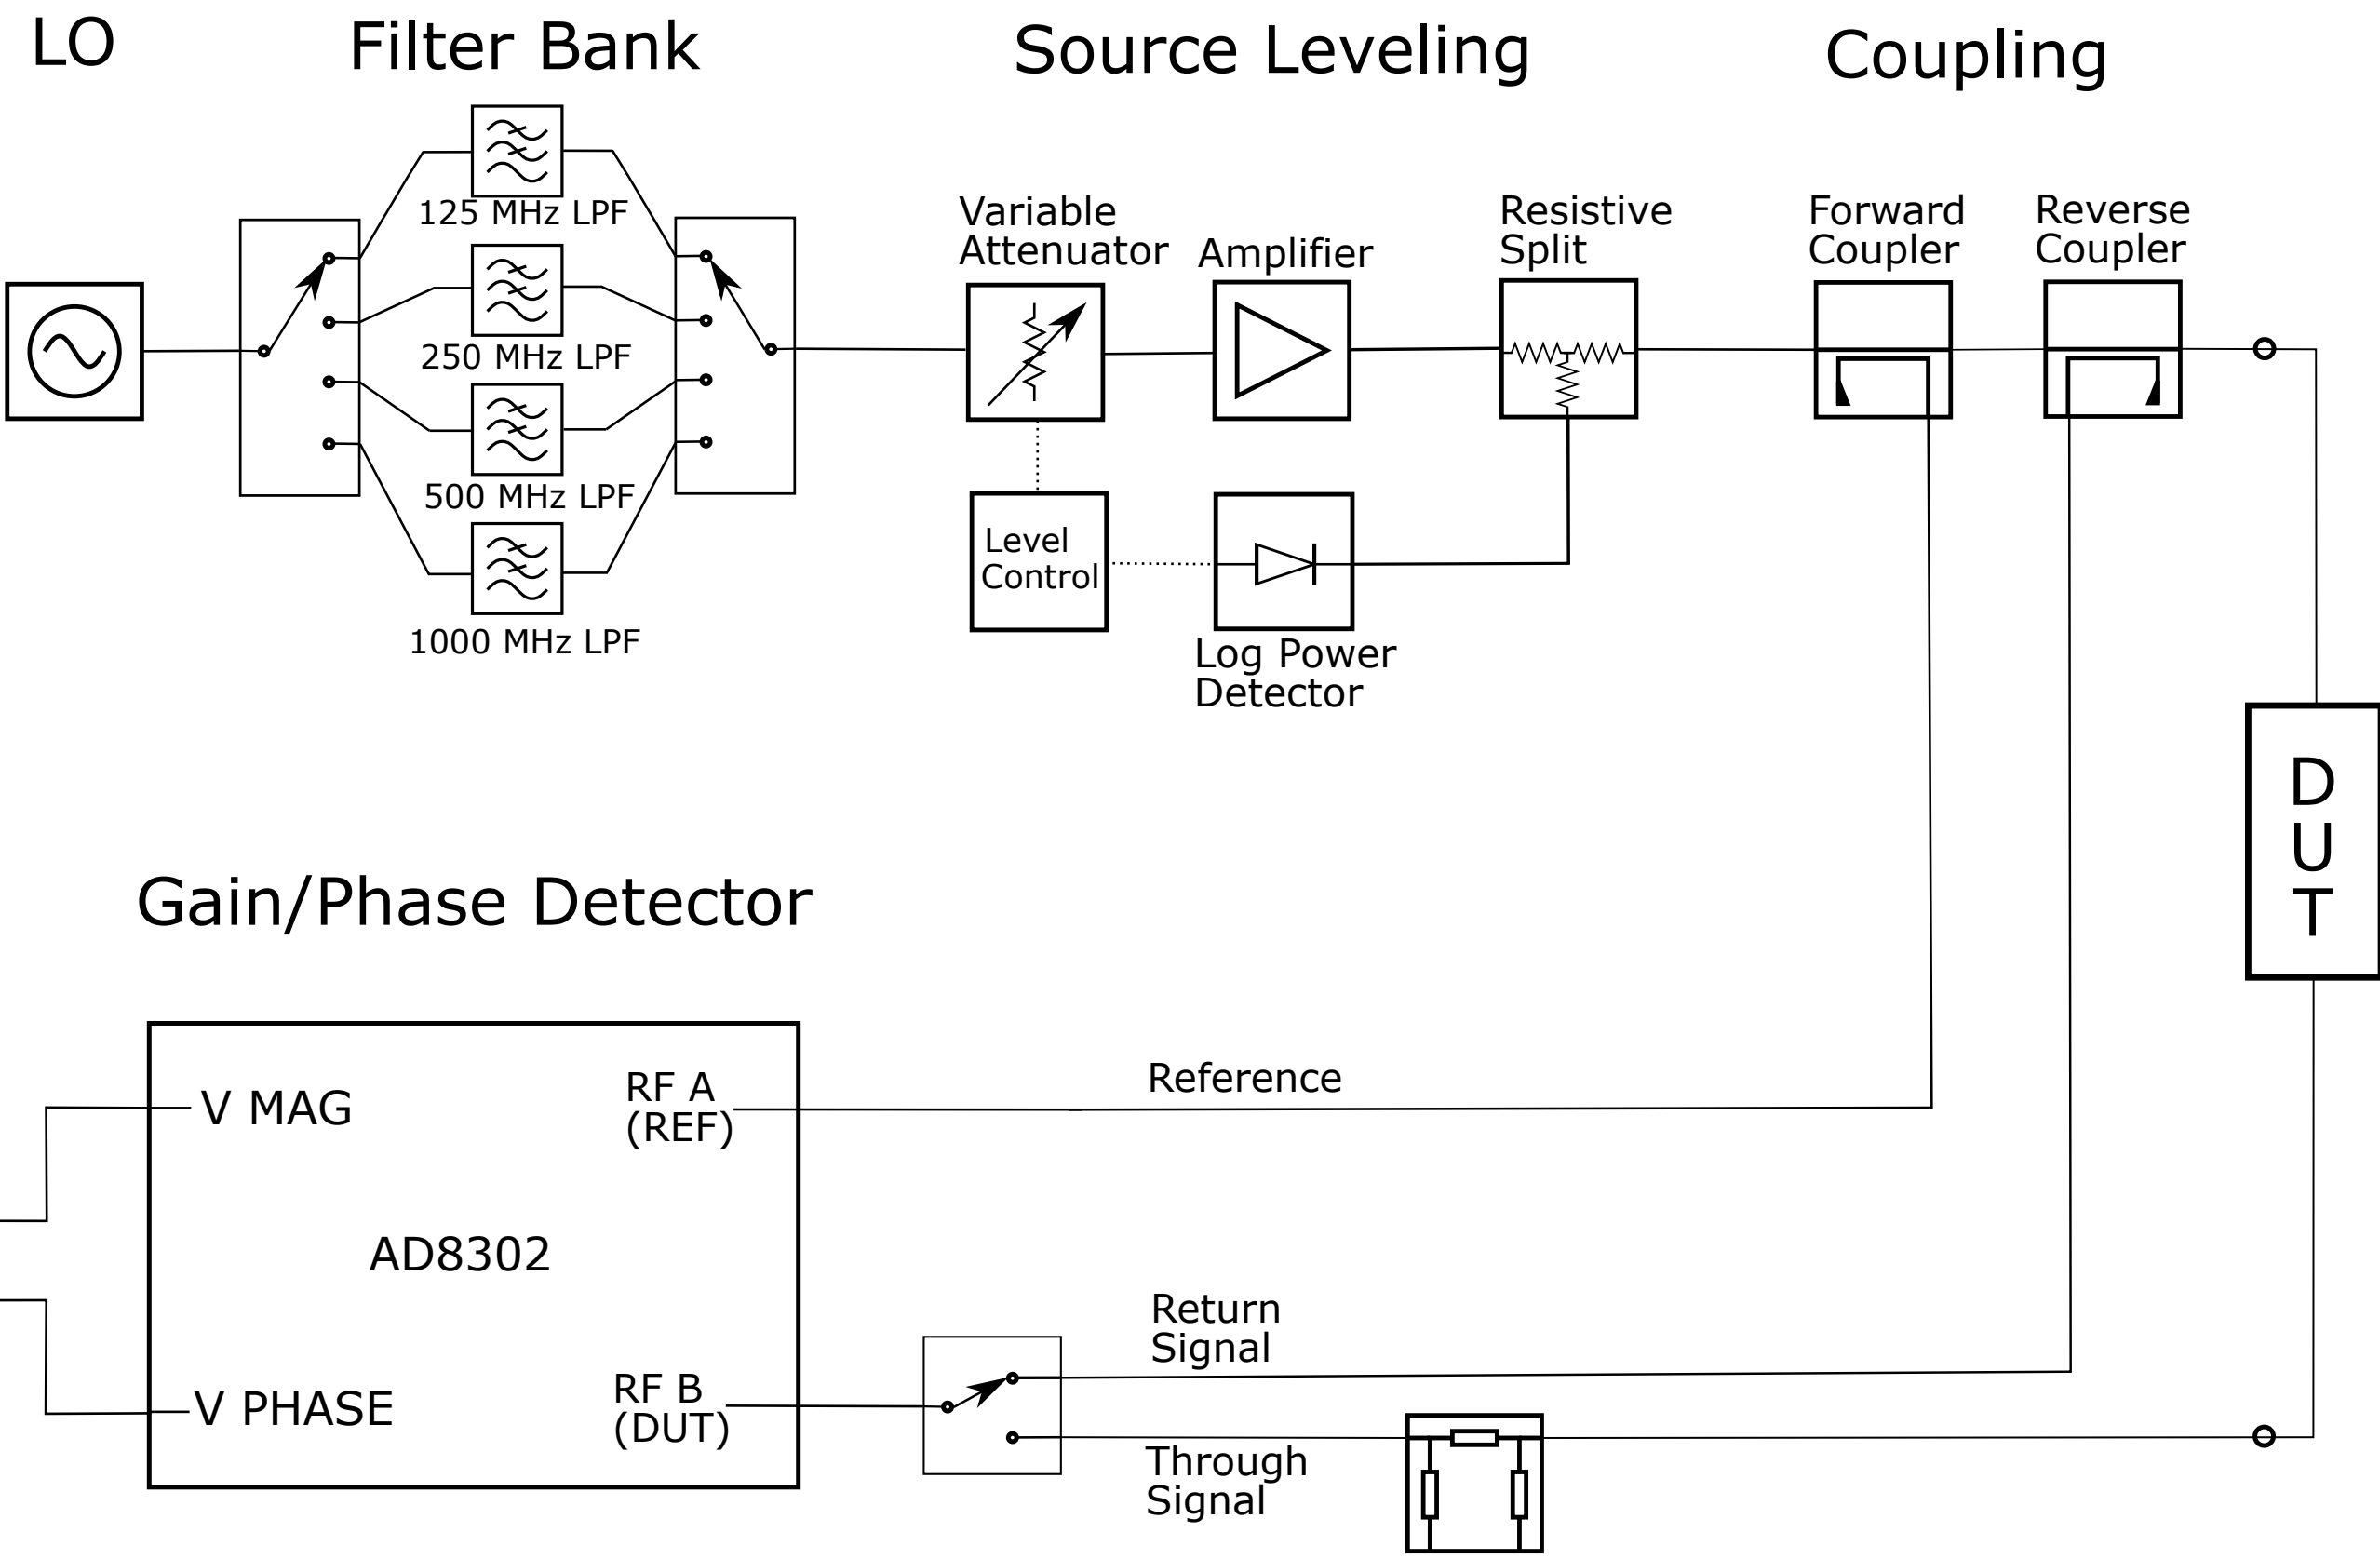 LO
Filter Bank
Source Leveling
Coupling
125 MHz LPF
250 MHz LPF
500 MHz LPF
1000 MHz LPF
Variable
Attenuator
Amplifier
Resistive
Split
Forward
Coupler
Reverse
Coupler
Level
Control
Log Power
Detector
D
U
T
Gain/Phase Detector
V MAG
RF A
(REF)
Reference
AD8302
Return
Signal
V PHASE
RF B
(DUT)
Through
Signal